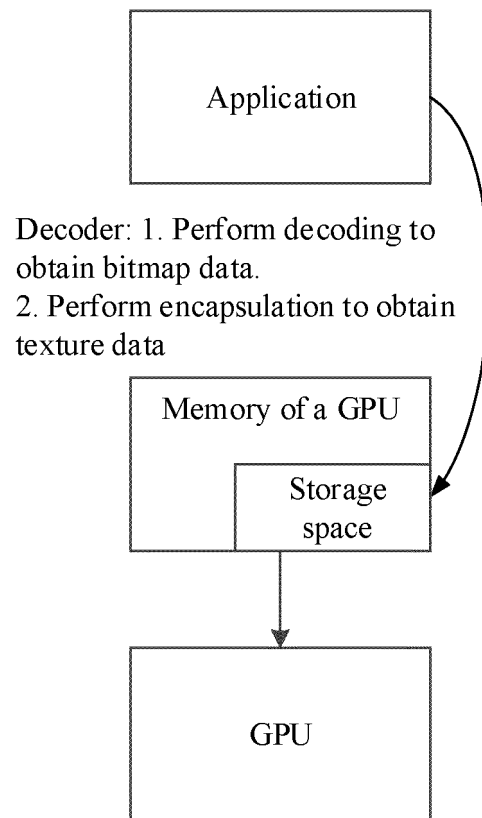 Application
Decoder: 1. Perform decoding to
obtain bitmap data.
2. Perform encapsulation to obtain
texture data
Memory of a GPU
Storage
space
GPU